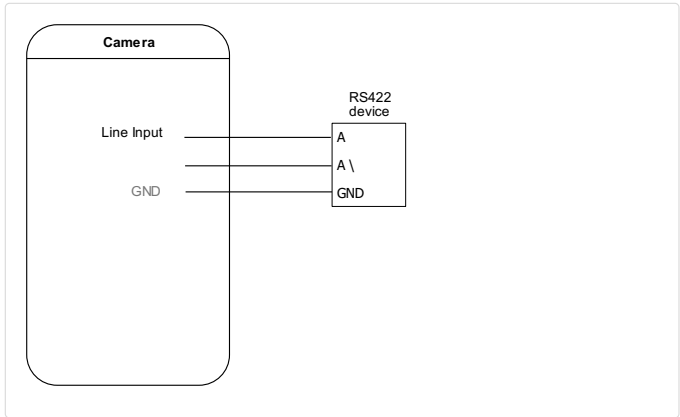 Camera
RS422
device
Line Input
A
A \
GND
GND